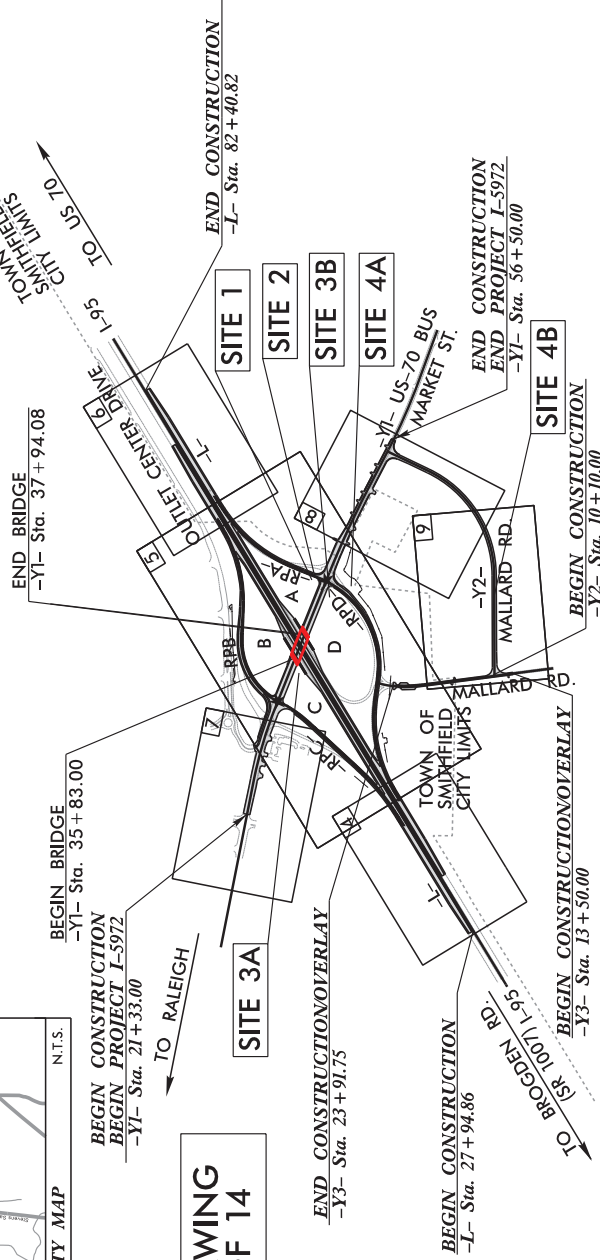 TOWN
SMITHFIELD
CITY LIMITS
TO US 70
I-95
END CONSTRUCTION
-L- Sta. 82+40.82
OUTLET CENTER DRIVE
6
-L-
END BRIDGE
-Y1- Sta. 37+94.08
SITE 1
SITE 2
SITE 3B
SITE 4A
-Y1- US-70 BUS
MARKET ST.
END CONSTRUCTION
END PROJECT I-5972
-Y1- Sta. 56+50.00
SITE 4B
5
8
9
RPA
A
RPB
B
RPD
D
RPC
C
-Y2-
MALLARD RD.
BEGIN CONSTRUCTION
-Y2- Sta. 10+10.00
MALLARD RD.
7
TOWN OF
SMITHFIELD
CITY LIMITS
4
BEGIN BRIDGE
-Y1- Sta. 35+83.00
BEGIN CONSTRUCTION
BEGIN PROJECT I-5972
-Y1- Sta. 21+33.00
TO RALEIGH
SITE 3A
-L-
END CONSTRUCTION/OVERLAY
-Y3- Sta. 23+91.75
BEGIN CONSTRUCTION/OVERLAY
-Y3- Sta. 13+50.00
BEGIN CONSTRUCTION
-L- Sta. 27+94.86
I-95
TO BROGDEN RD.
(SR 1007)
N.T.S.
TY MAP
WING
F 14